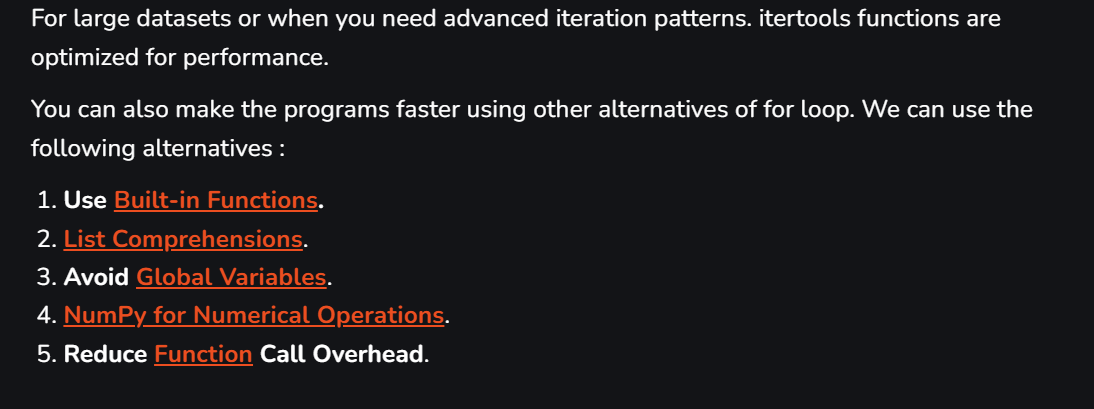 For large datasets or when you need advanced iteration patterns. itertools functions are
optimized for performance.
You can also make the programs faster using other alternatives of for loop. We can use the
following alternatives :
1. Use Built-in Functions.
2. List Comprehensions.
3. Avoid Global Variables.
4. NumPy for Numerical Operations.
5. Reduce Function Call Overhead.